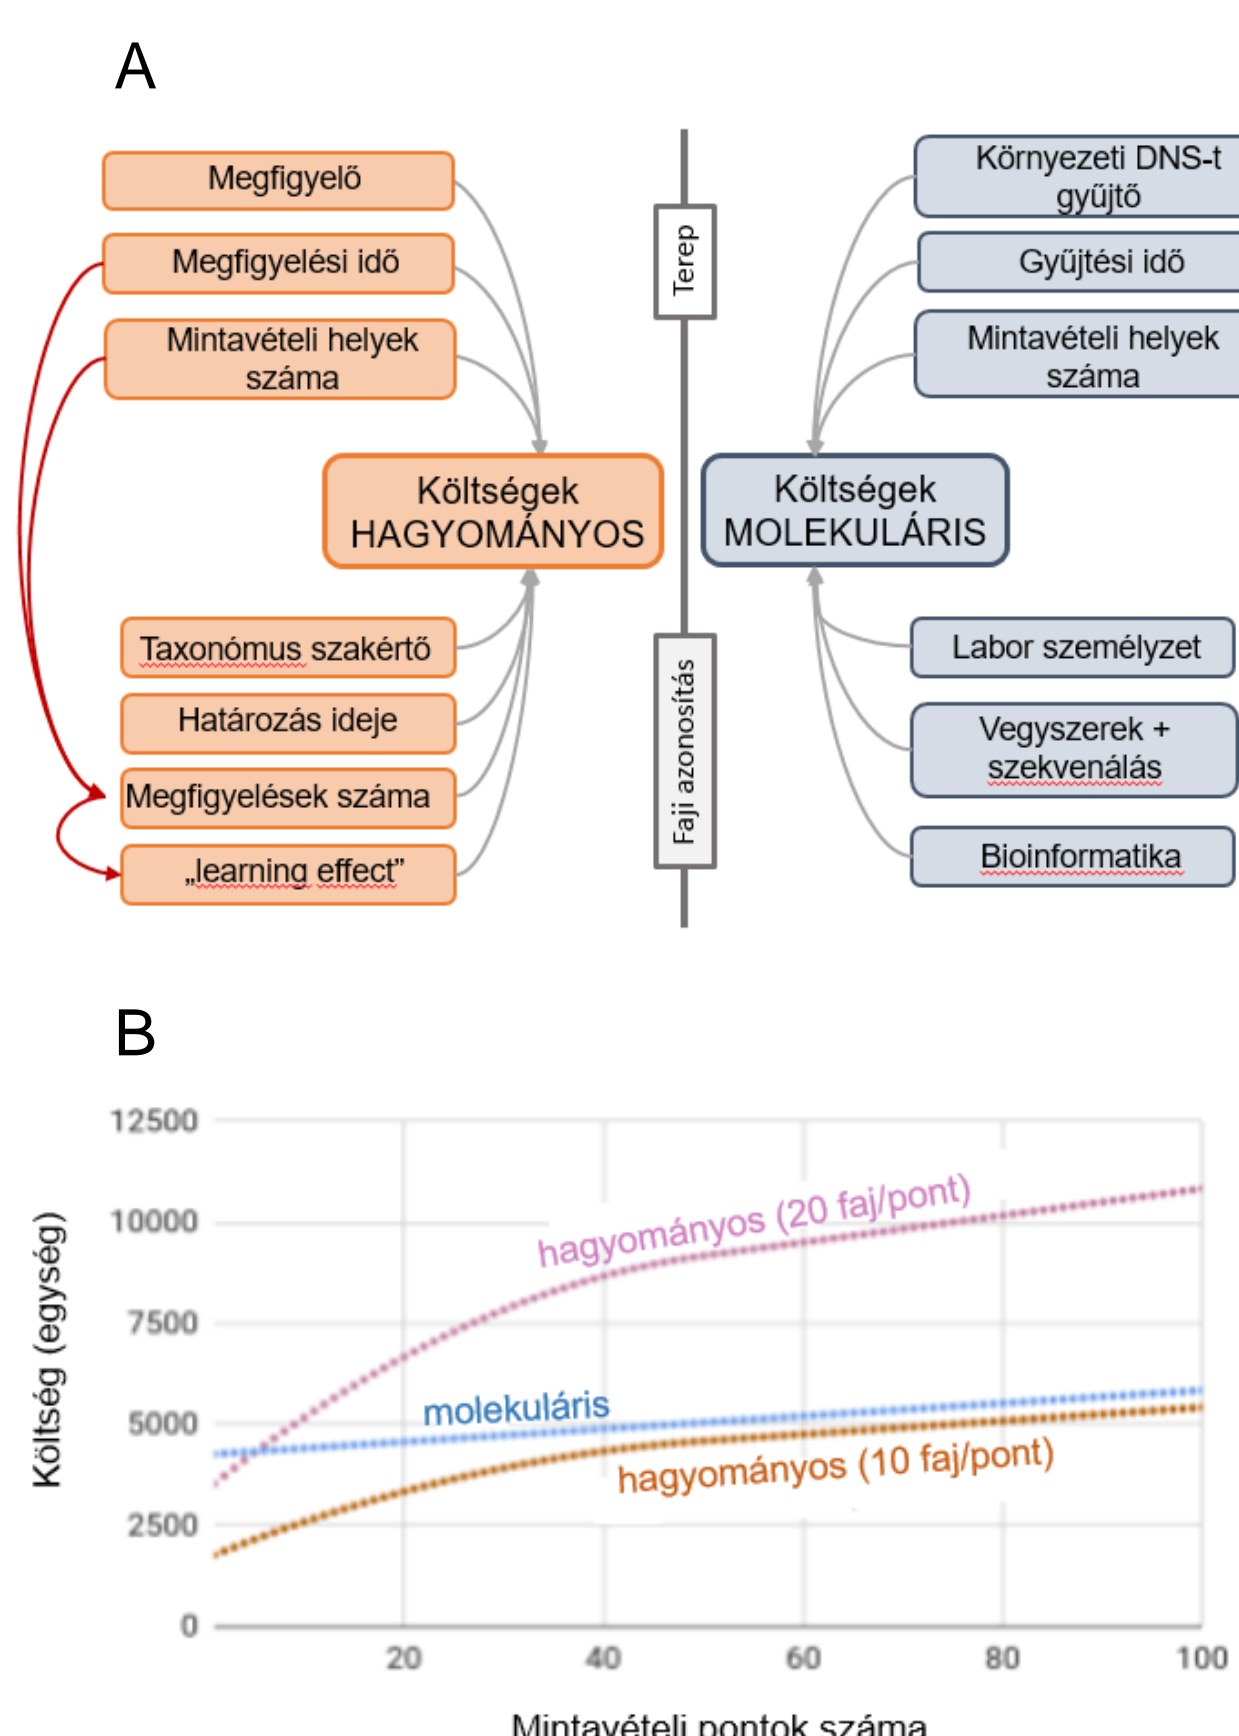 A
Megfigyelő
Megfigyelési idő
Mintavételi helyek
száma
Terep
Környezeti DNS-t
gyűjtő
Gyűjtési idő
Mintavételi helyek
száma
Költségek
HAGYOMÁNYOS
Költségek
MOLEKULÁRIS
Taxonómus szakértő
Határozás ideje
Megfigyelések száma
„learning effect”
Faji azonosítás
Labor személyzet
Vegyszerek +
szekvenálás
Bioinformatika
B
Költség (egység)
12500
10000
7500
5000
2500
0
hagyományos (20 faj/pont)
molekuláris
hagyományos (10 faj/pont)
20 40 60 80 100
Mintavételi pontok száma